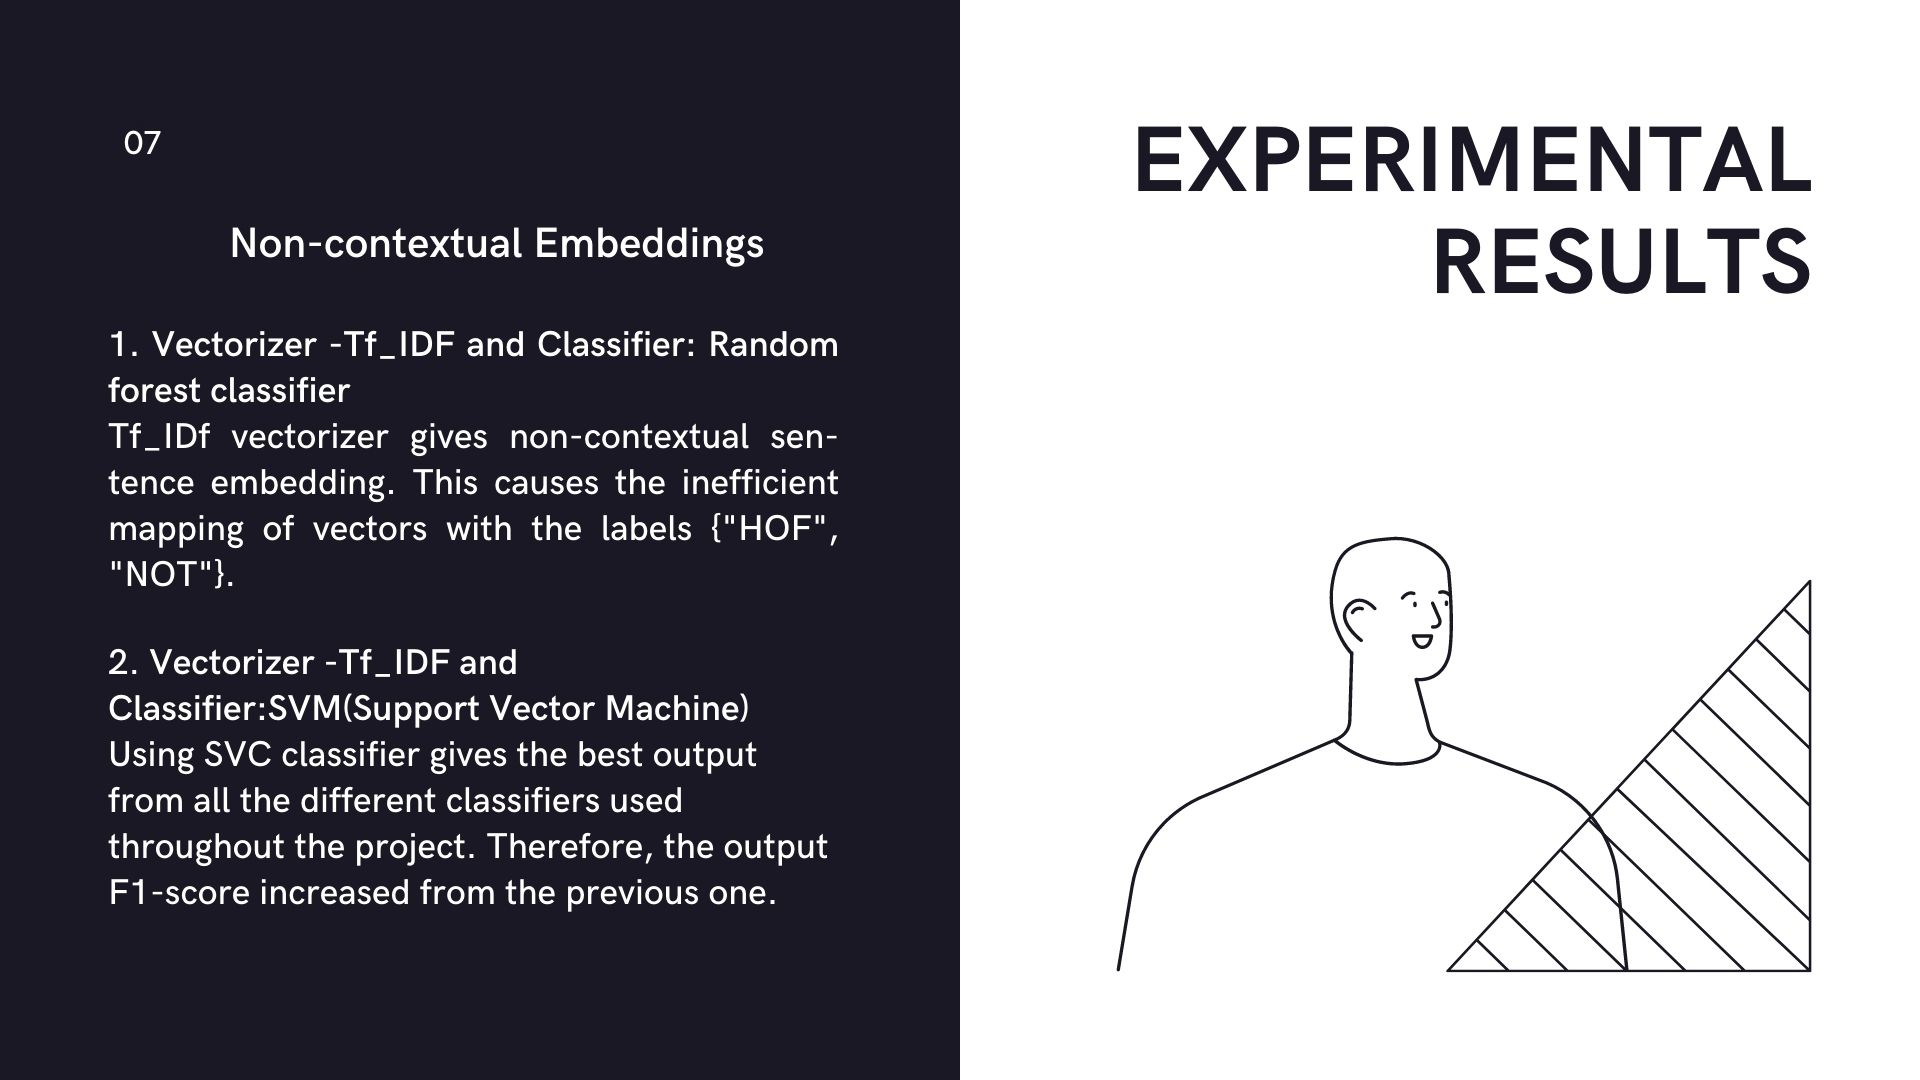 07
Non-contextual Embeddings
1. Vectorizer -Tf_IDF and Classifier: Random
forest classifier
Tf_IDf vectorizer gives non-contextual sen-
tence embedding. This causes the inefficient
mapping of vectors with the labels {"HOF",
"NOT"}.
2. Vectorizer -Tf_IDF and
Classifier:SVM(Support Vector Machine)
Using SVC classifier gives the best output
from all the different classifiers used
throughout the project. Therefore, the output
F1-score increased from the previous one.
EXPERIMENTAL
RESULTS